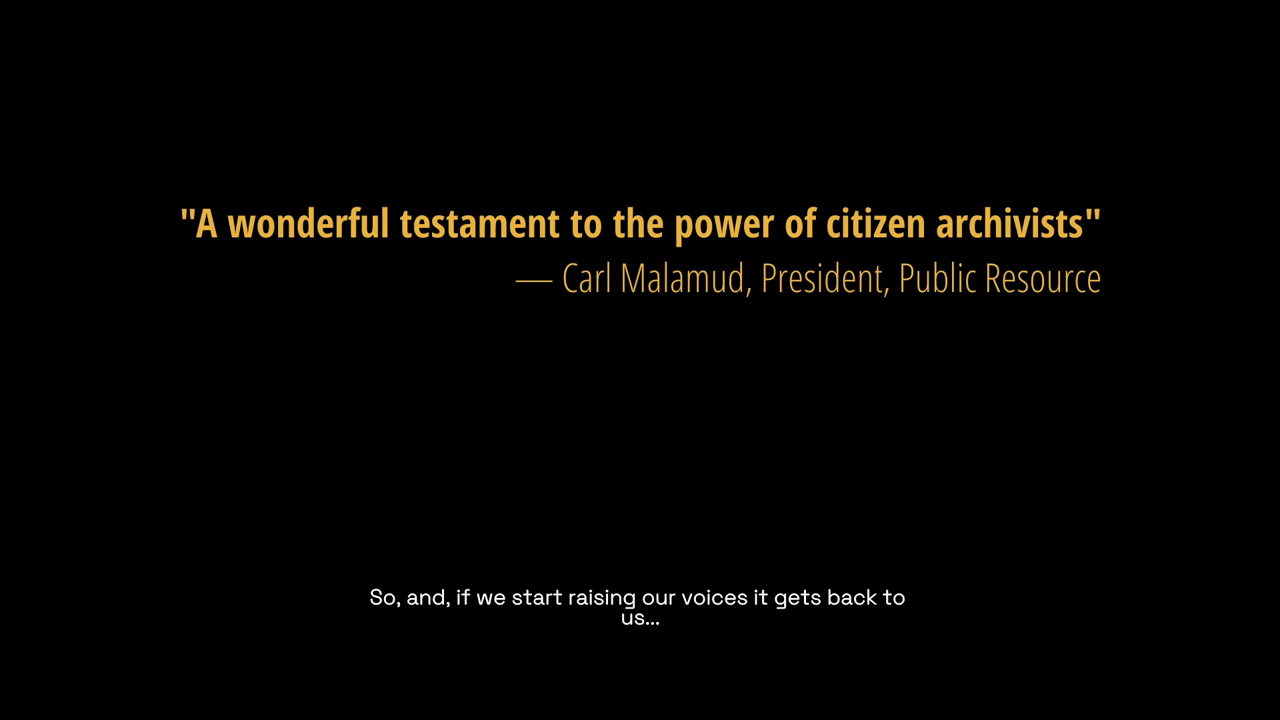 "A wonderful testament to the power of citizen archivists"
— Carl Malamud, President, Public Resource
So, and, if we start raising our voices it gets back to
us...